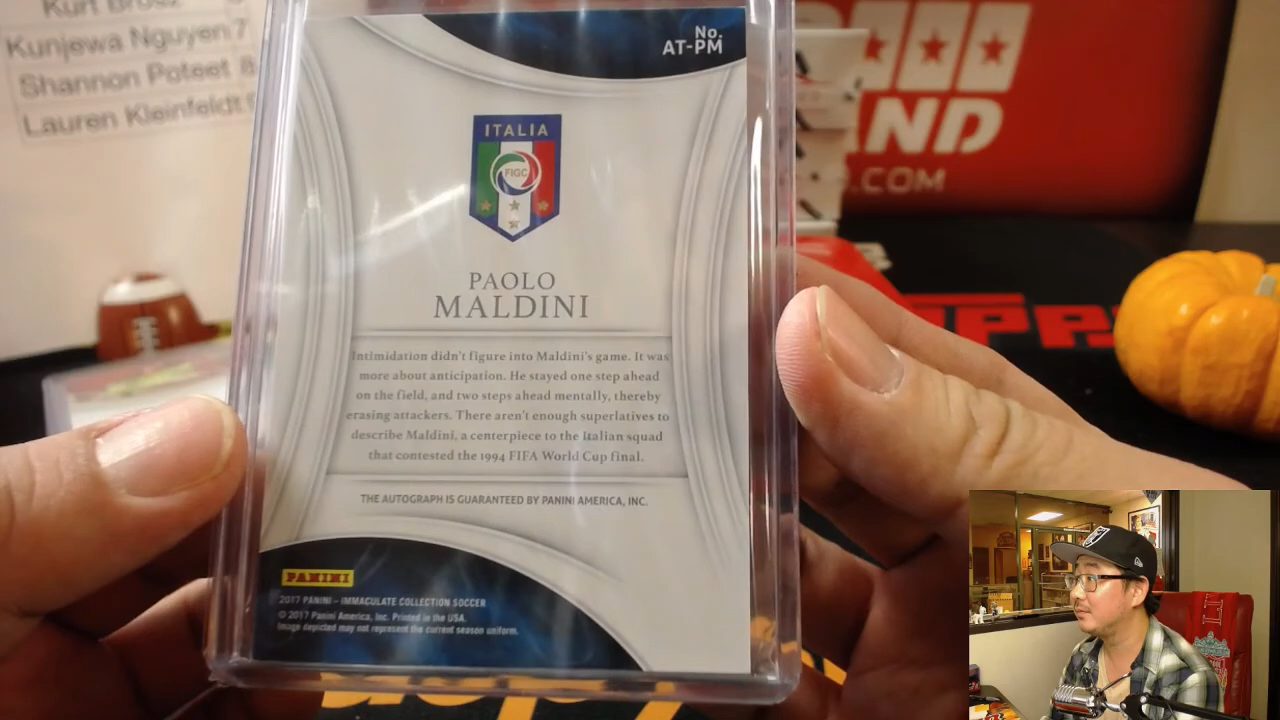 Kurt
Kunjewa Nguyen 7
Shannon Poteet 8
Lauren Kleinfeldt
AND
.COM
No.
AT-PM
ITALIA
FIGC
PAOLO
MALDINI
Intimidation didn't figure into Maldini's game. It was
more about anticipation. He stayed one step ahead
on the field, and two steps ahead mentally, thereby
erasing attackers. There aren't enough superlatives to
describe Maldini, a centerpiece to the Italian squad
that contested the 1994 FIFA World Cup final.
THE AUTOGRAPH IS GUARANTEED BY PANINI AMERICA, INC.
PANINI
2017 PANINI - IMMACULATE COLLECTION SOCCER
© 2017 Panini America, Inc. Printed in the USA.
Image depicted may not represent the current season uniform.